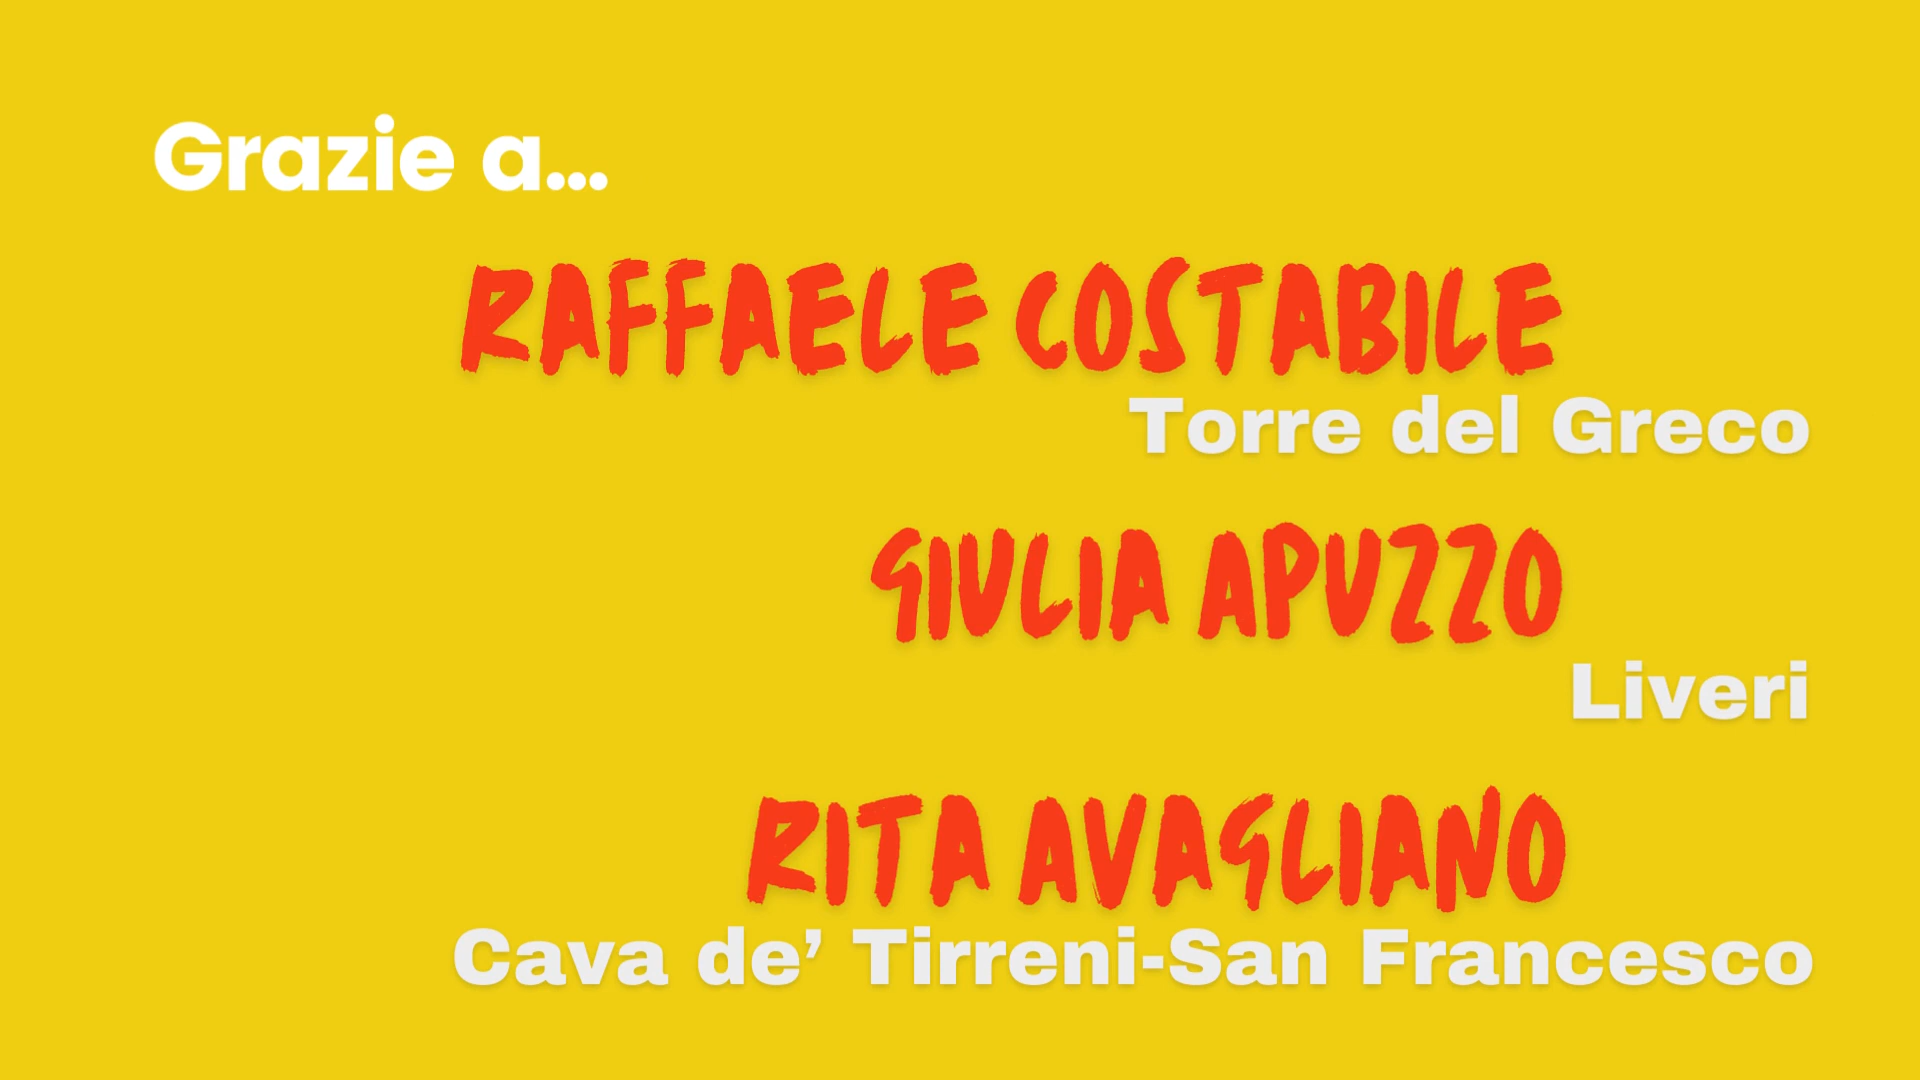 Grazie a...
RAFFAELE COSTABILE
Torre del Greco
GIULIA APUZZO
Liveri
RITA AVAGLIANO
Cava de’ Tirreni-San Francesco